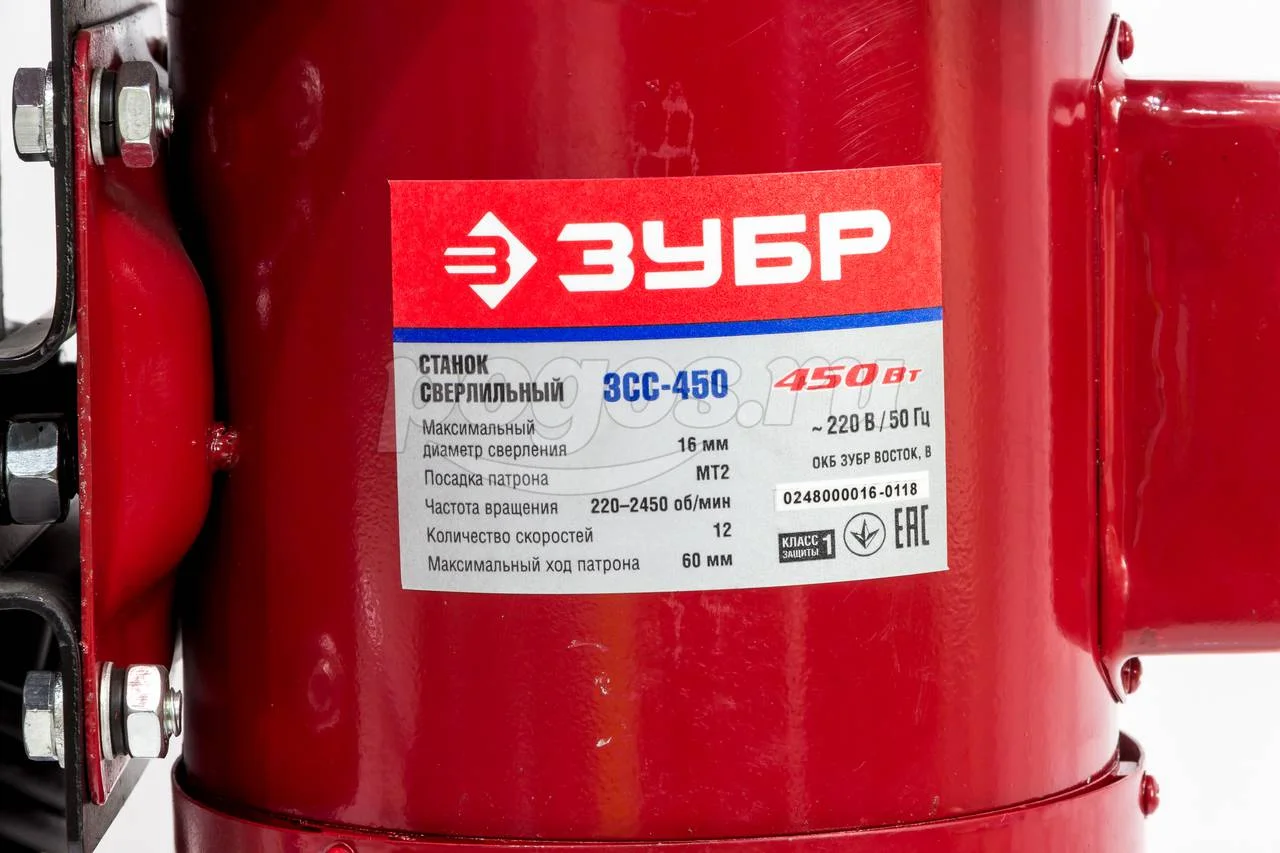 ЗУБР
СТАНОК
СВЕРЛИЛЬНЫЙ ЗСС-450 450 Вт
Максимальный
диаметр сверления 16 мм
~ 220 В / 50 Гц
Посадка патрона МТ2
ОКБ ЗУБР ВОСТОК, В
Частота вращения 220–2450 об/мин
0248000016-0118
Количество скоростей 12
КЛАСС
ЗАЩИТЫ 1
EAC
Максимальный ход патрона 60 мм
pogos.ru